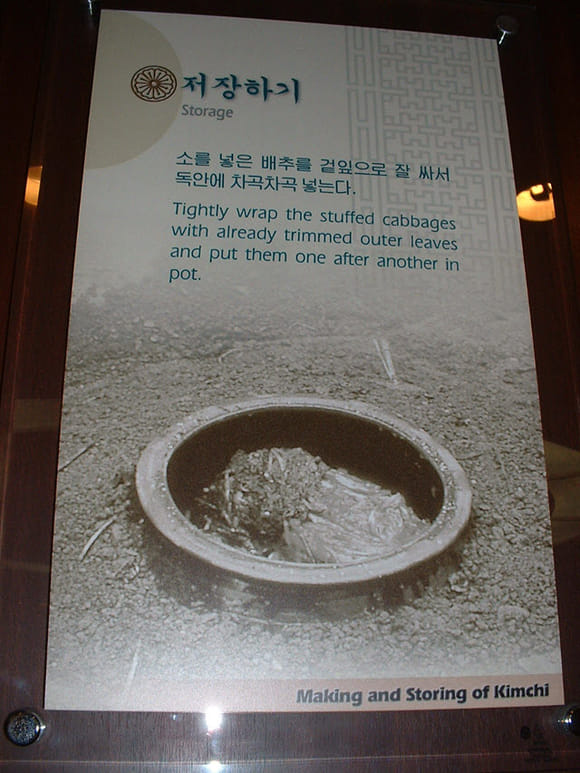 저장하기
Storage
소를 넣은 배추를 겉잎으로 잘 싸서
독안에 차곡차곡 넣는다.
Tightly wrap the stuffed cabbages
with already trimmed outer leaves
and put them one after another in
pot.
Making and Storing of Kimchi